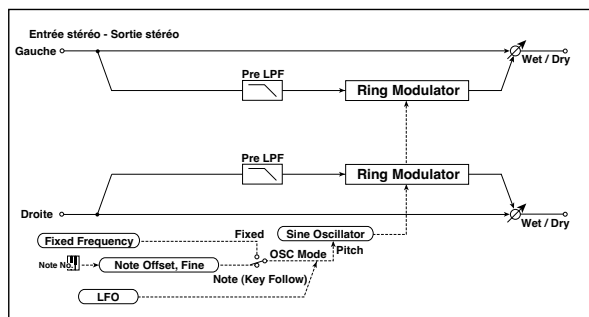 Entrée stéréo - Sortie stéréo
Gauche
Wet / Dry
Pre LPF
Ring Modulator
Pre LPF
Ring Modulator
Droite
Wet / Dry
Fixed
Sine Oscillator
Fixed Frequency
OSC Mode
Pitch
Note No.
Note Offset, Fine
Note (Key Follow)
LFO